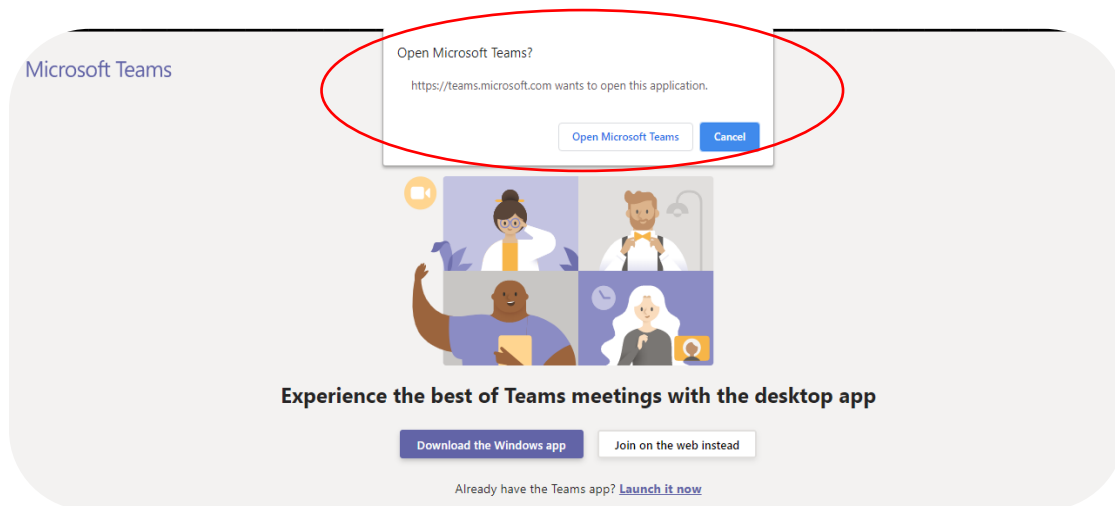 Open Microsoft Teams?
Microsoft Teams
https://teams.microsoft.com wants to open this application.
Open Microsoft Teams Cancel
Experience the best of Teams meetings with the desktop app
Download the Windows app Join on the web instead
Already have the Teams app? Launch it now